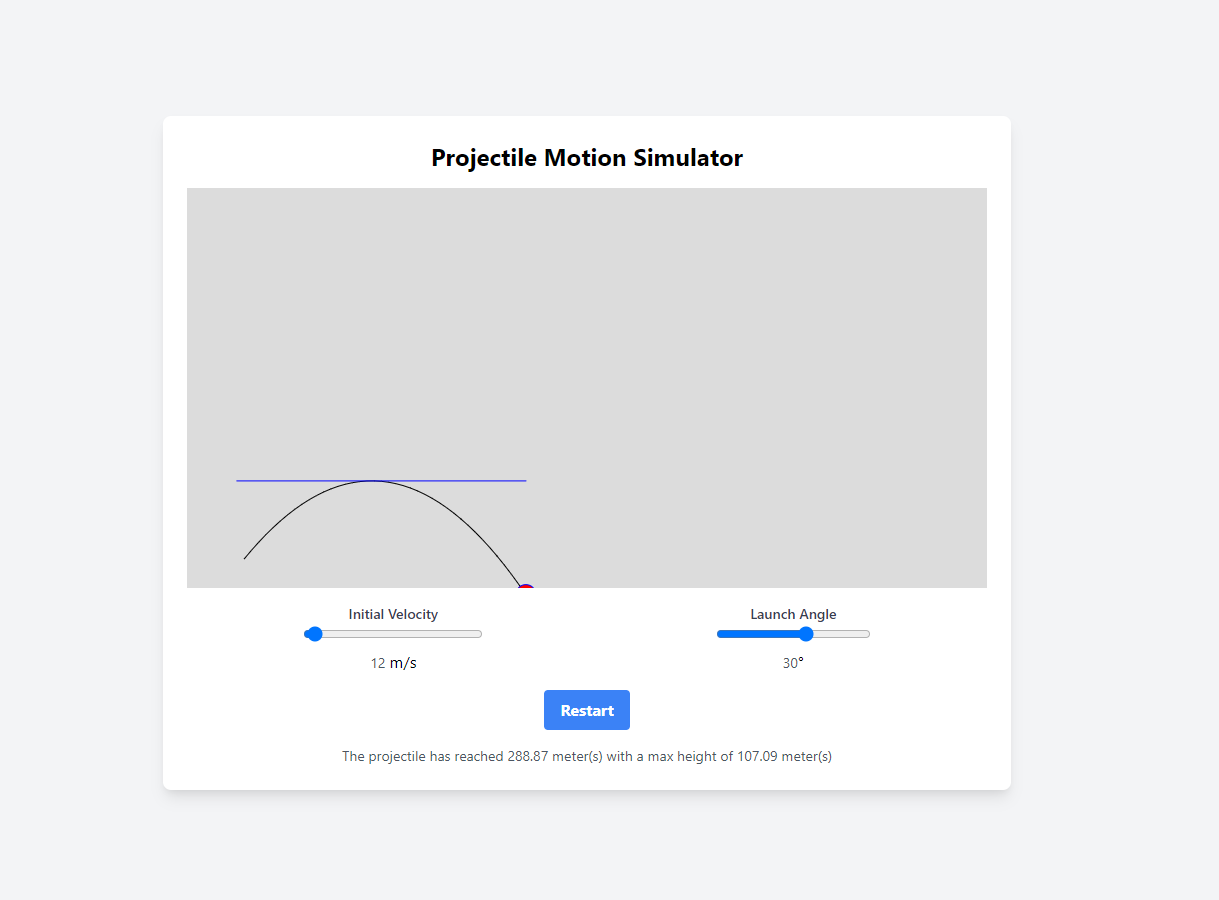 Projectile Motion Simulator
Initial Velocity
Launch Angle
12 m/s
30°
Restart
The projectile has reached 288.87 meter(s) with a max height of 107.09 meter(s)